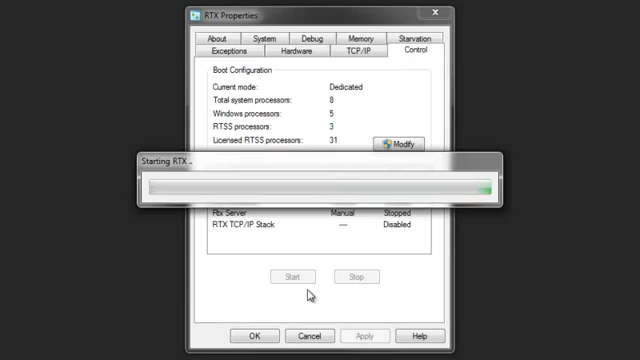 RTX Properties
x
About System Debug Memory Starvation
Exceptions Hardware TCP/IP Control
Boot Configuration
Current mode: Dedicated
Total system processors: 8
Windows processors: 5
RTSS processors: 3
Licensed RTSS processors: 31
Modify
Starting RTX ..
Rtx Server Manual Stopped
RTX TCP/IP Stack --- Disabled
Start Stop
OK Cancel Apply Help